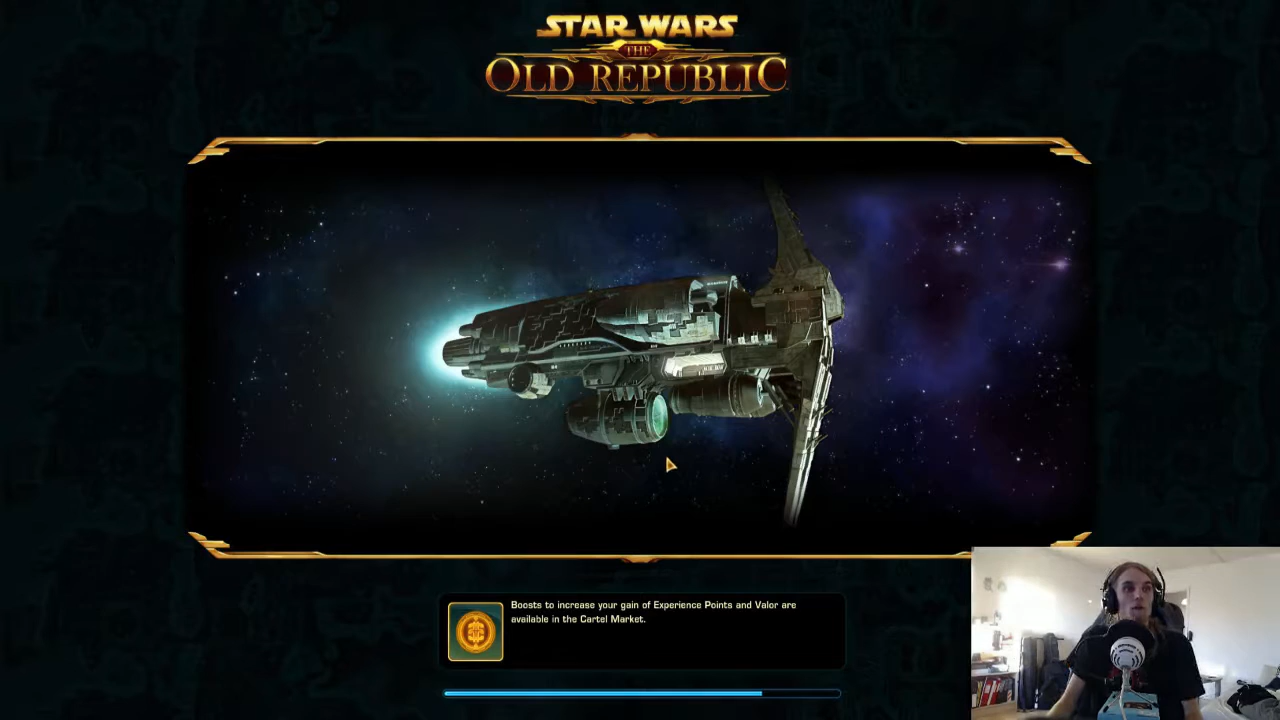 STAR WARS
THE
OLD REPUBLIC
Boosts to increase your gain of Experience Points and Valor are
available in the Cartel Market.